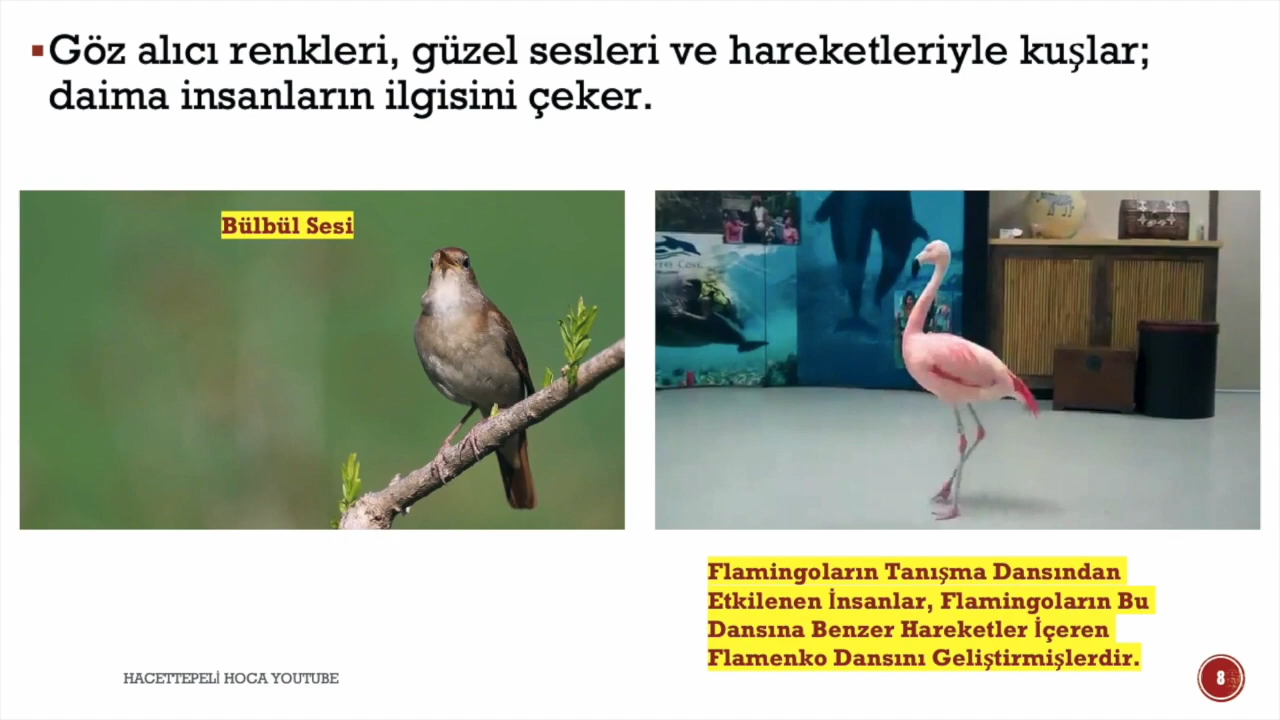 Göz alıcı renkleri, güzel sesleri ve hareketleriyle kuşlar;
daima insanların ilgisini çeker.
Bülbül Sesi
Flamingoların Tanışma Dansından
Etkilenen İnsanlar, Flamingoların Bu
Dansına Benzer Hareketler İçeren
Flamenko Dansını Geliştirmişlerdir.
HACETTEPELİ HOCA YOUTUBE
8